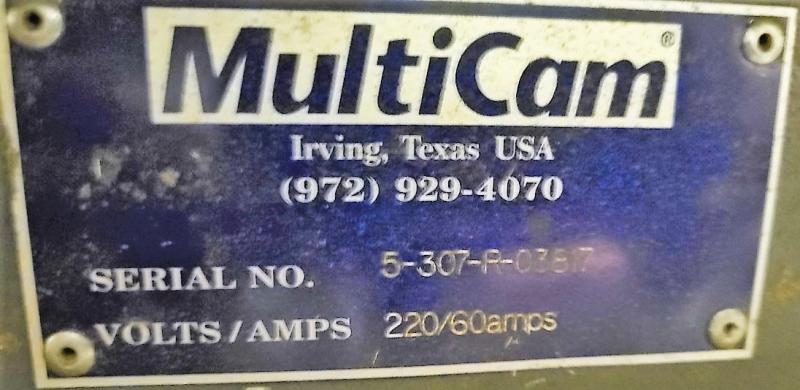 MultiCam®
Irving, Texas USA
(972) 929-4070
SERIAL NO. 5-307-R-03817
VOLTS/AMPS 220/60amps